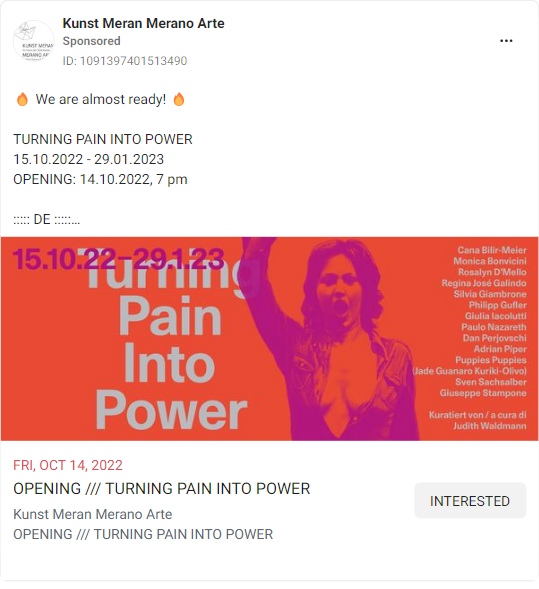 Kunst Meran Merano Arte
Sponsored
ID: 1091397401513490
🔥 We are almost ready! 🔥
TURNING PAIN INTO POWER
15.10.2022 - 29.01.2023
OPENING: 14.10.2022, 7 pm
::::: DE :::::...
15.10.22–29.1.23
Turning
Pain
Into
Power
Cana Bilir-Meier
Monica Bonvicini
Rosalyn D'Mello
Regina José Galindo
Silvia Giambrone
Philipp Gufler
Giulia Iacolutti
Paulo Nazareth
Dan Perjovschi
Adrian Piper
Puppies Puppies
(Jade Guanaro Kuriki-Olivo)
Sven Sachsalber
Giuseppe Stampone
Kuratiert von / a cura di
Judith Waldmann
FRI, OCT 14, 2022
OPENING /// TURNING PAIN INTO POWER
INTERESTED
Kunst Meran Merano Arte
OPENING /// TURNING PAIN INTO POWER